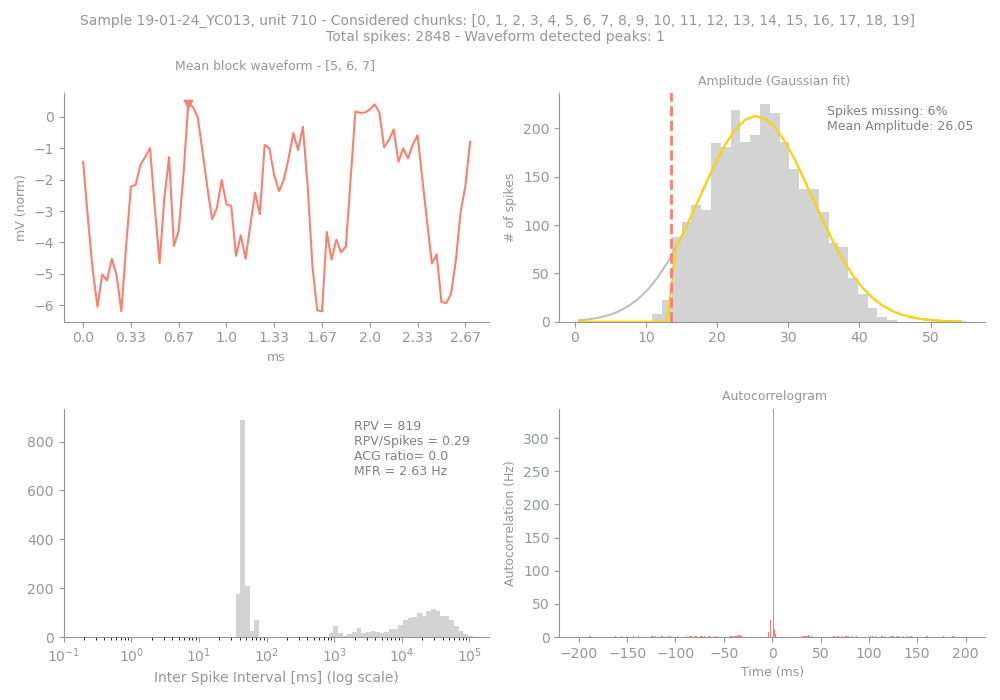 Sample 19-01-24_YC013, unit 710 - Considered chunks: [0, 1, 2, 3, 4, 5, 6, 7, 8, 9, 10, 11, 12, 13, 14, 15, 16, 17, 18, 19]
Total spikes: 2848 - Waveform detected peaks: 1
Mean block waveform - [5, 6, 7]
mV (norm)
0
−1
−2
−3
−4
−5
−6
0.0 0.33 0.67 1.0 1.33 1.67 2.0 2.33 2.67
ms
Amplitude (Gaussian fit)
Spikes missing: 6%
Mean Amplitude: 26.05
# of spikes
200
150
100
50
0
0 10 20 30 40 50
RPV = 819
RPV/Spikes = 0.29
ACG ratio= 0.0
MFR = 2.63 Hz
800
600
400
200
0
10⁻¹ 10⁰ 10¹ 10² 10³ 10⁴ 10⁵
Inter Spike Interval [ms] (log scale)
Autocorrelogram
Autocorrelation (Hz)
300
250
200
150
100
50
0
−200 −150 −100 −50 0 50 100 150 200
Time (ms)